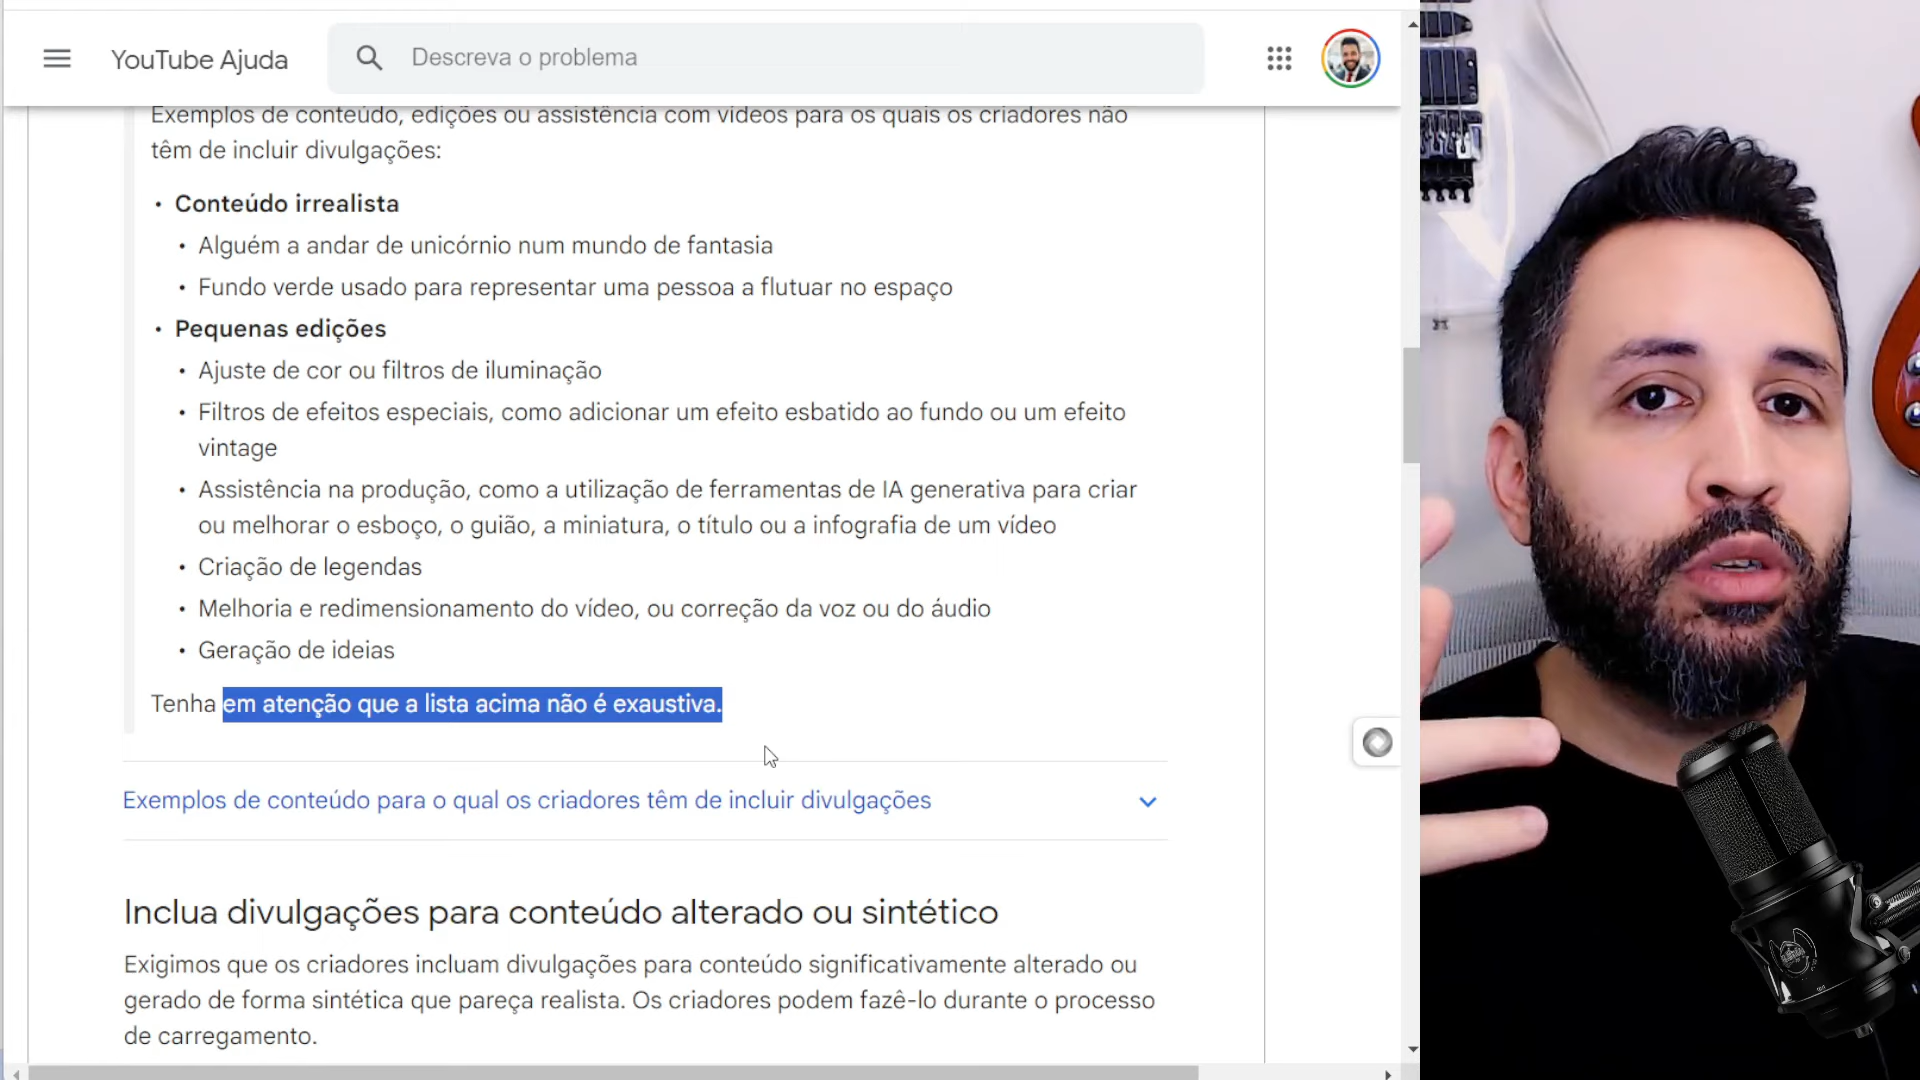 YouTube Ajuda
Descreva o problema
Exemplos de conteúdo, edições ou assistência com vídeos para os quais os criadores não
têm de incluir divulgações:
• Conteúdo irrealista
• Alguém a andar de unicórnio num mundo de fantasia
• Fundo verde usado para representar uma pessoa a flutuar no espaço
• Pequenas edições
• Ajuste de cor ou filtros de iluminação
• Filtros de efeitos especiais, como adicionar um efeito esbatido ao fundo ou um efeito
vintage
• Assistência na produção, como a utilização de ferramentas de IA generativa para criar
ou melhorar o esboço, o guião, a miniatura, o título ou a infografia de um vídeo
• Criação de legendas
• Melhoria e redimensionamento do vídeo, ou correção da voz ou do áudio
• Geração de ideias
Tenha em atenção que a lista acima não é exaustiva.
Exemplos de conteúdo para o qual os criadores têm de incluir divulgações
Inclua divulgações para conteúdo alterado ou sintético
Exigimos que os criadores incluam divulgações para conteúdo significativamente alterado ou
gerado de forma sintética que pareça realista. Os criadores podem fazê-lo durante o processo
de carregamento.